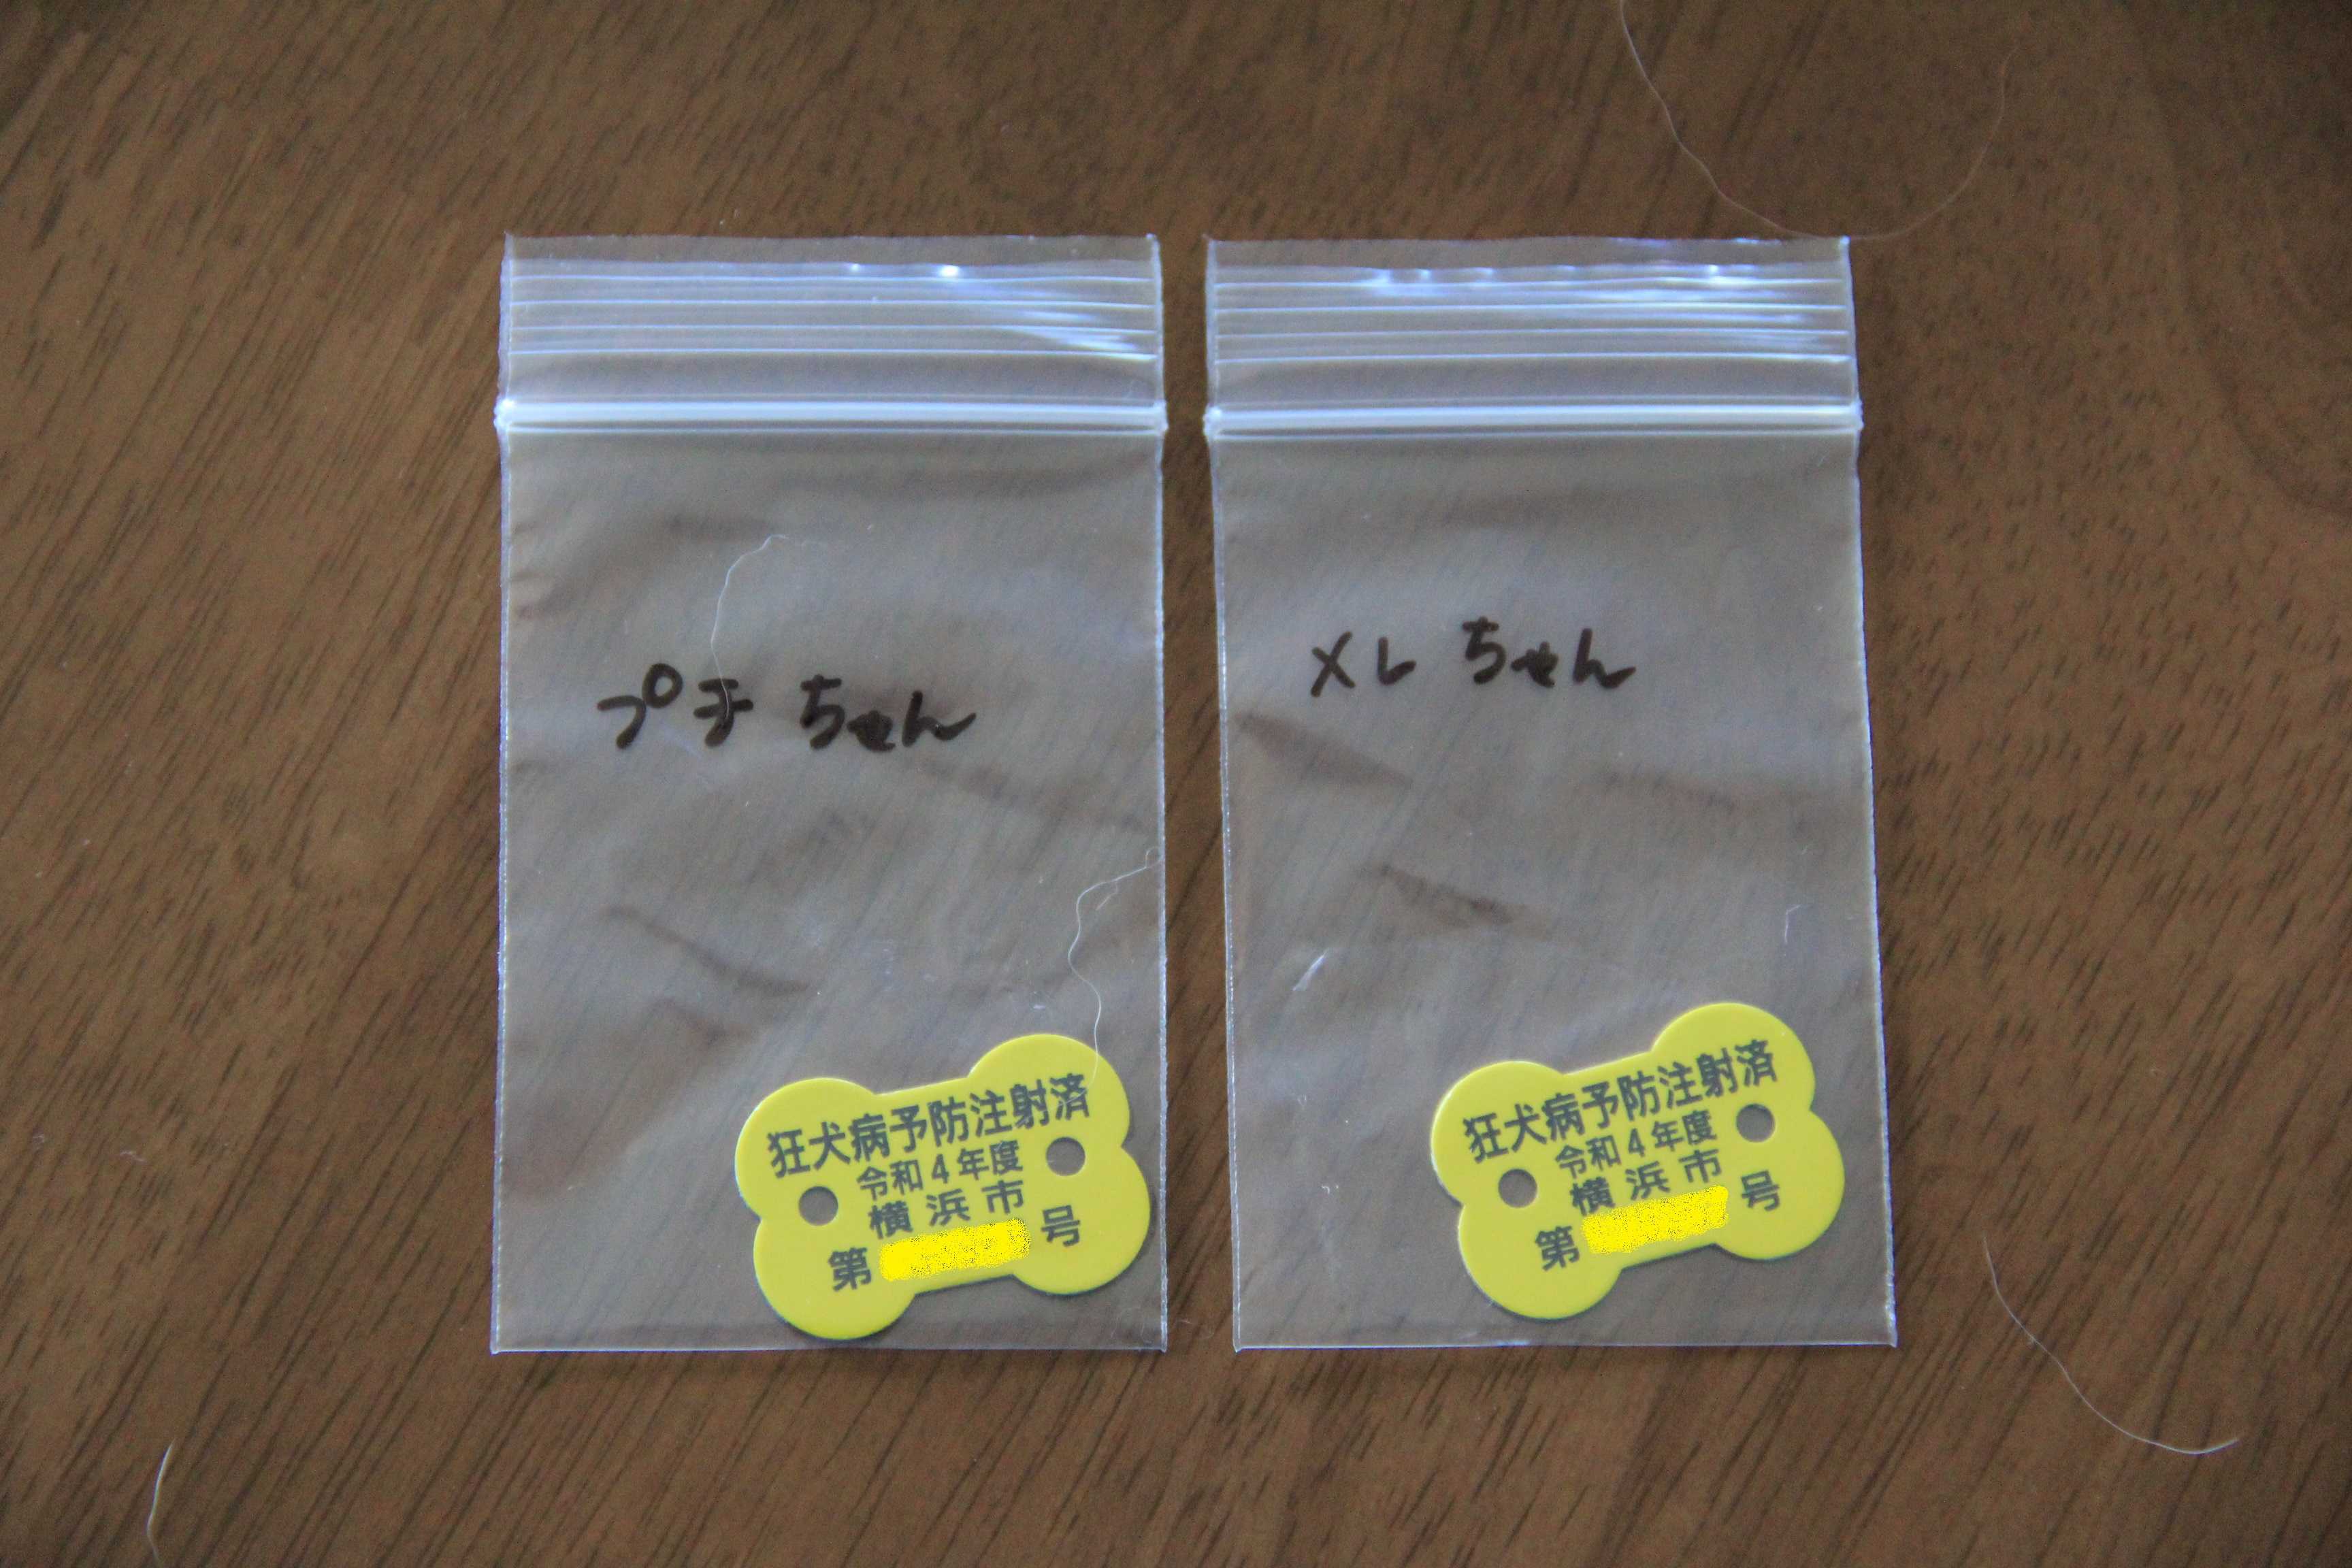 プチ ちゃん
狂犬病予防注射済
令和4年度
横浜市
第 号
メレ ちゃん
狂犬病予防注射済
令和4年度
横浜市
第 号